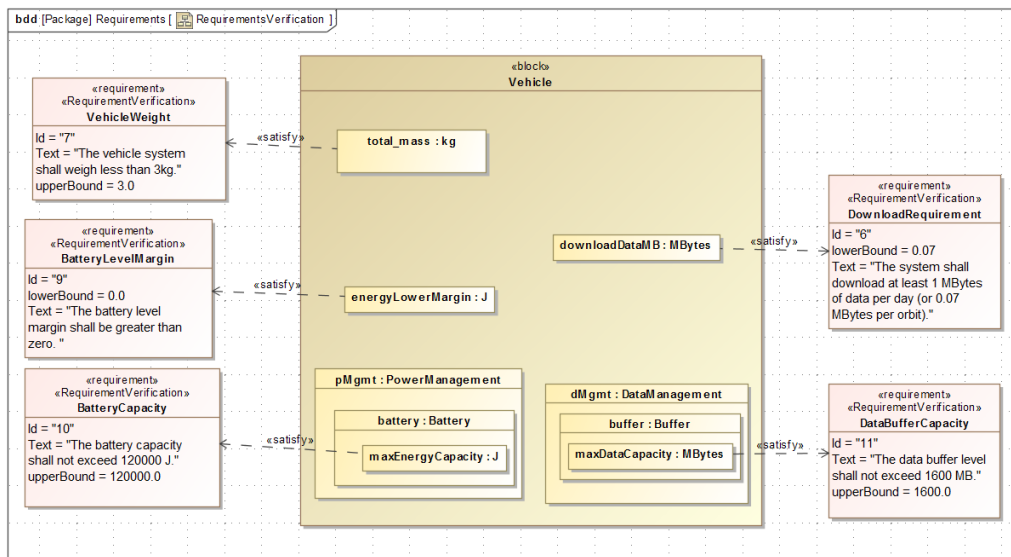 bdd [Package] Requirements [ RequirementsVerification ]
«block»
Vehicle
«requirement»
«RequirementVerification»
VehicleWeight
Id = "7"
Text = "The vehicle system
shall weigh less than 3kg."
upperBound = 3.0
«satisfy»
total_mass : kg
«requirement»
«RequirementVerification»
BatteryLevelMargin
Id = "9"
lowerBound = 0.0
Text = "The battery level
margin shall be greater than
zero. "
«satisfy»
energyLowerMargin : J
downloadDataMB : MBytes
«satisfy»
«requirement»
«RequirementVerification»
DownloadRequirement
Id = "6"
lowerBound = 0.07
Text = "The system shall
download at least 1 MBytes
of data per day (or 0.07
MBytes per orbit)."
«requirement»
«RequirementVerification»
BatteryCapacity
Id = "10"
Text = "The battery capacity
shall not exceed 120000 J."
upperBound = 120000.0
«satisfy»
pMgmt : PowerManagement
battery : Battery
maxEnergyCapacity : J
dMgmt : DataManagement
buffer : Buffer
maxDataCapacity : MBytes
«satisfy»
«requirement»
«RequirementVerification»
DataBufferCapacity
Id = "11"
Text = "The data buffer level
shall not exceed 1600 MB."
upperBound = 1600.0